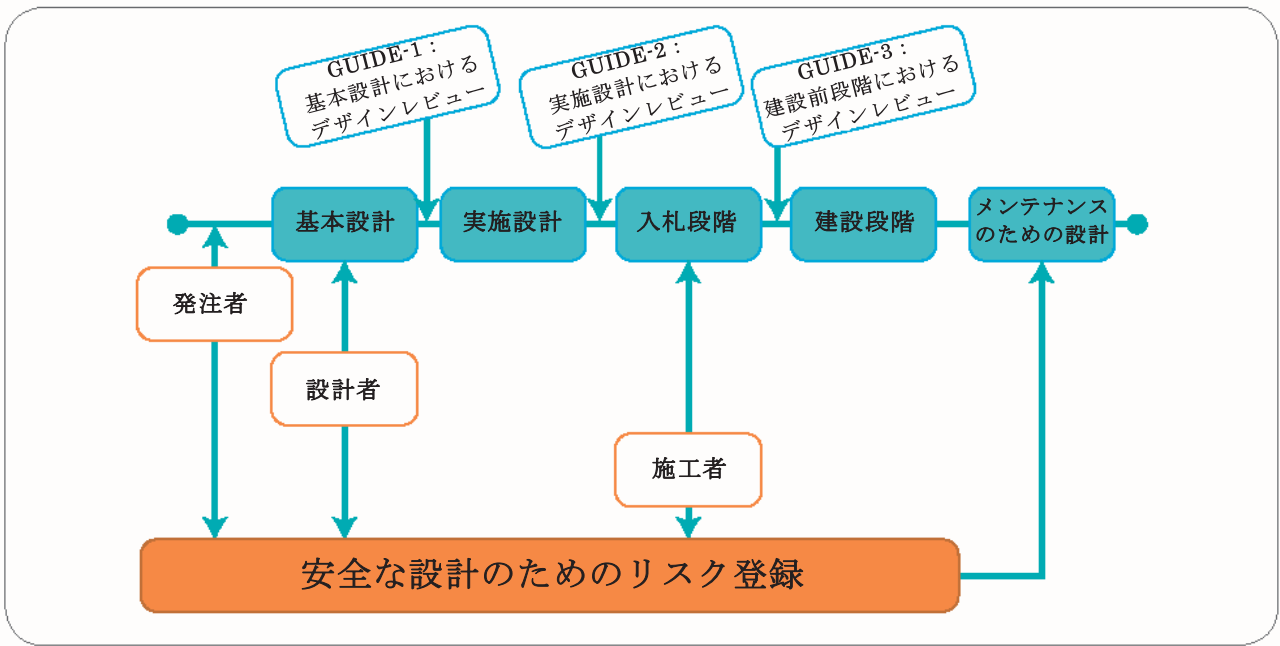 GUIDE-1：
基本設計における
デザインレビュー
GUIDE-2：
実施設計における
デザインレビュー
GUIDE-3：
建設前段階における
デザインレビュー
基本設計
実施設計
入札段階
建設段階
メンテナンス
のための設計
発注者
設計者
施工者
安全な設計のためのリスク登録